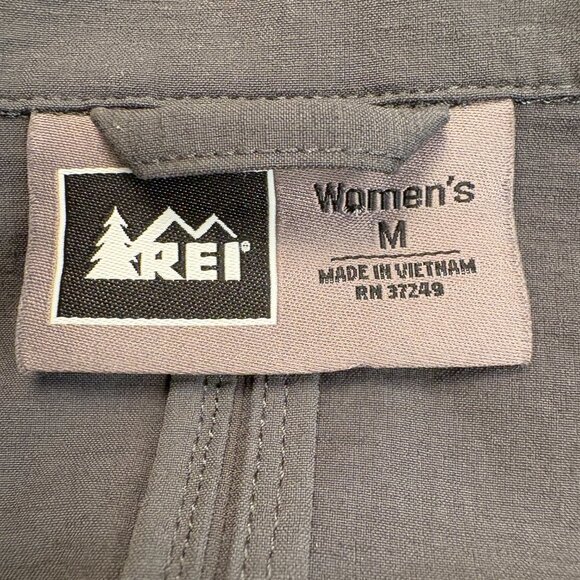 REI®
Women's
M
MADE IN VIETNAM
RN 37249